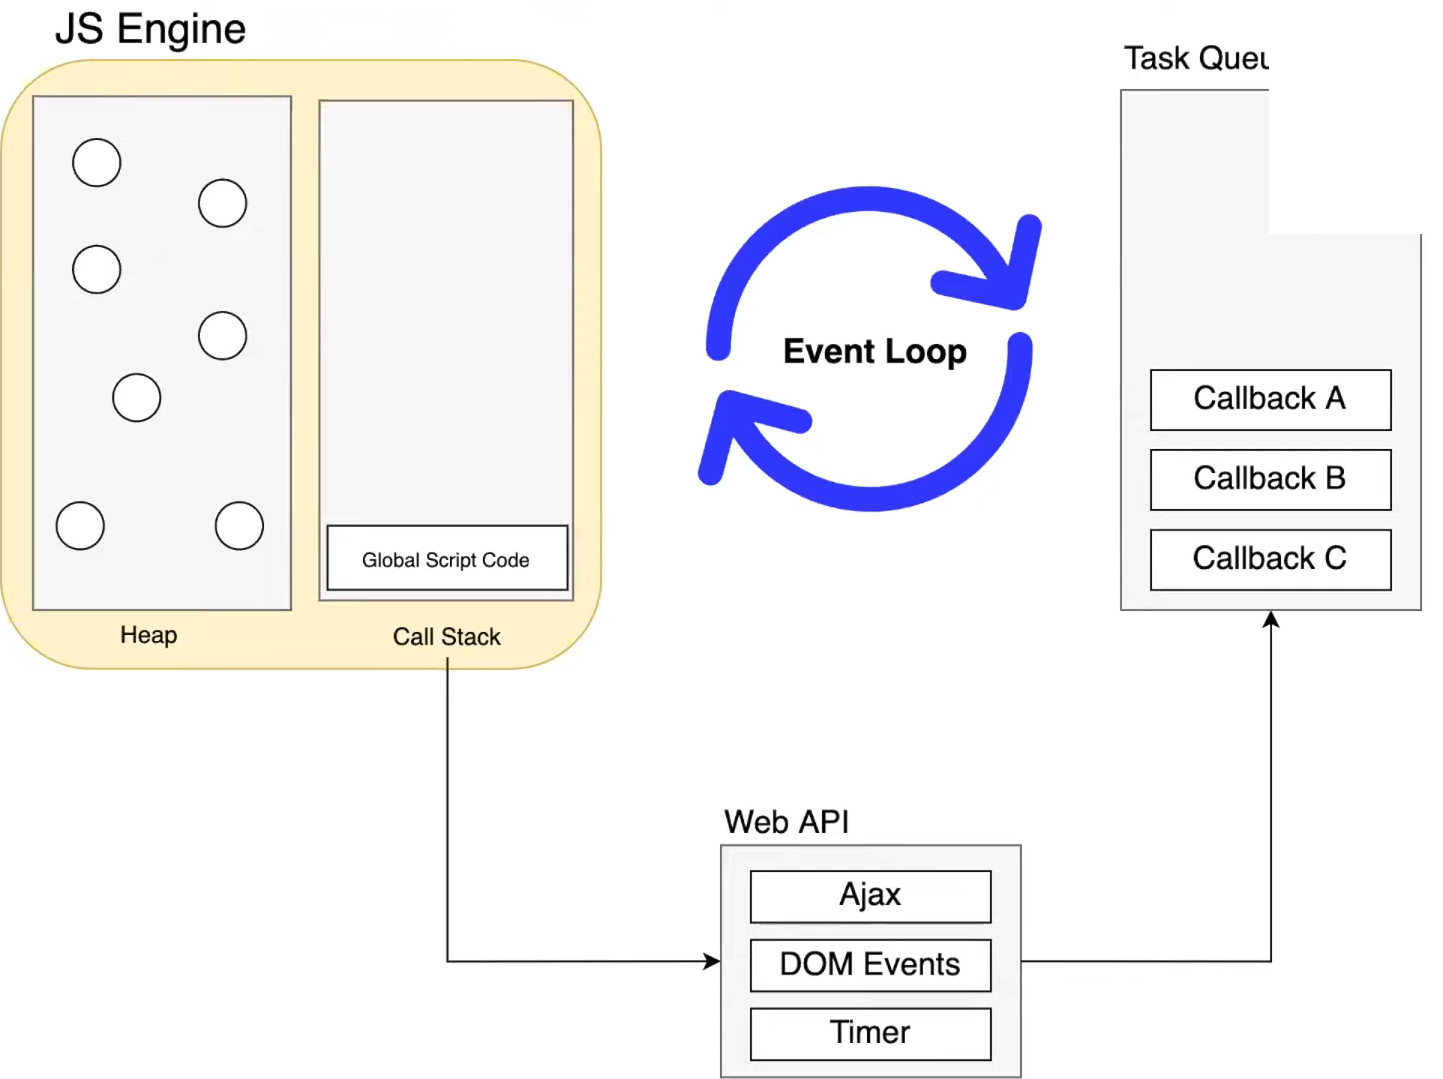 JS Engine
Task
Event Loop
Callback A
Callback B
Callback C
Global Script Code
Heap
Call Stack
Web API
Ajax
DOM Events
Timer